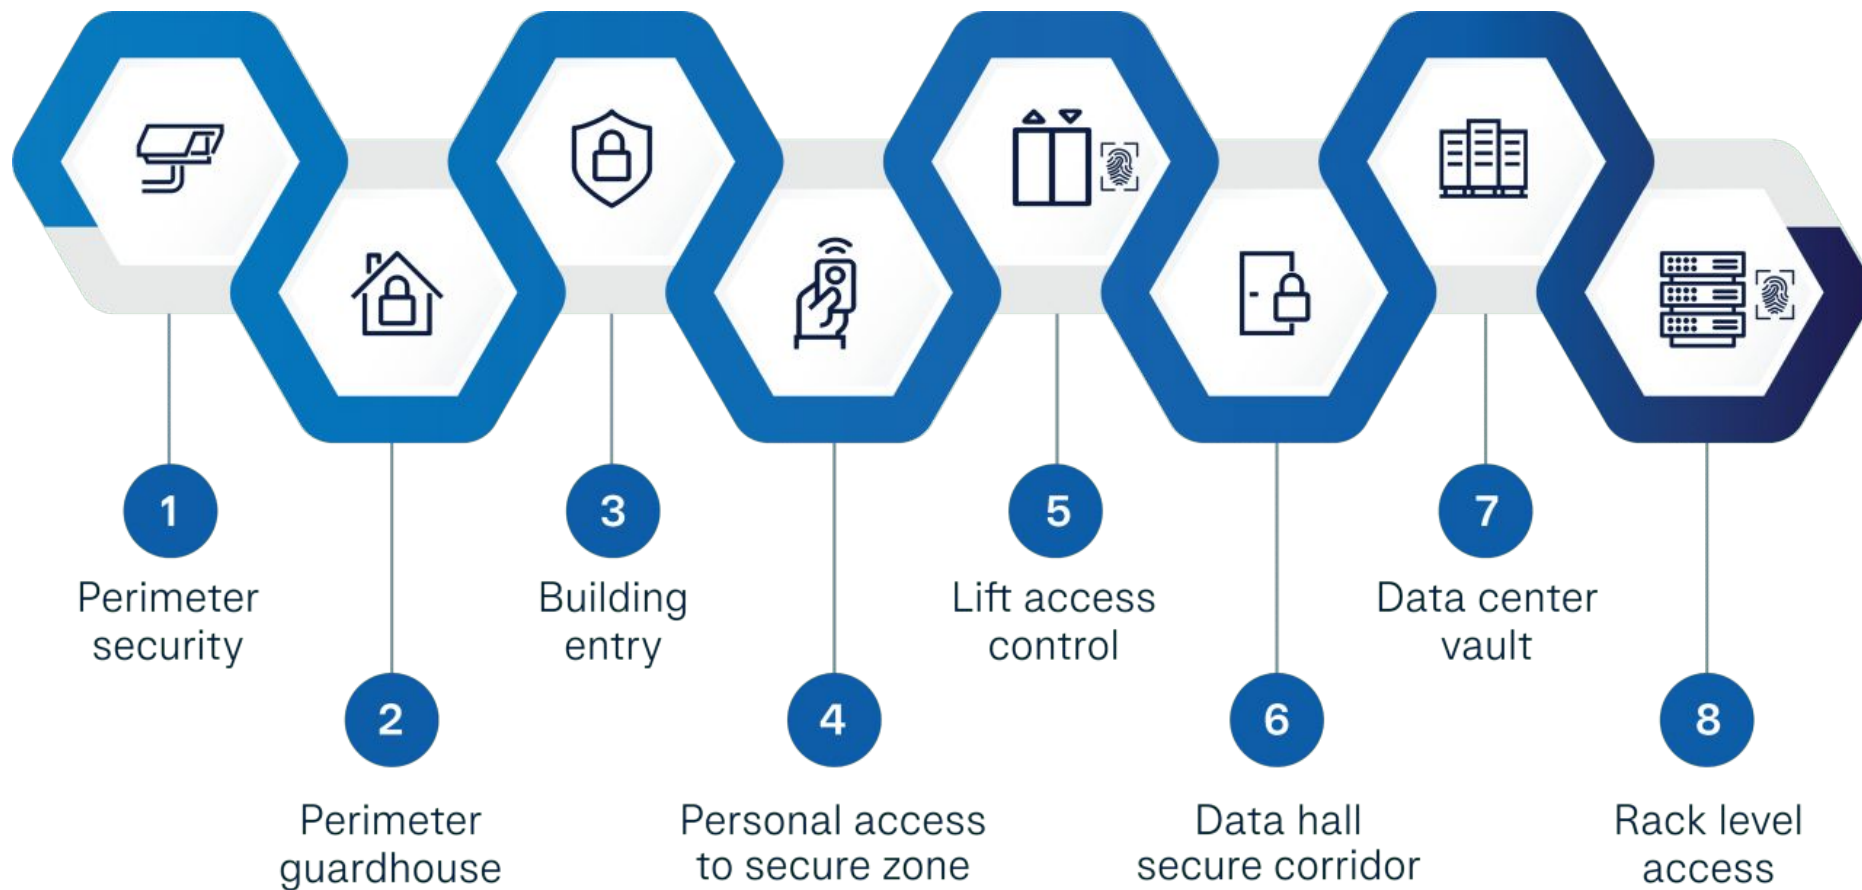 1
Perimeter
security
2
Perimeter
guardhouse
3
Building
entry
4
Personal access
to secure zone
5
Lift access
control
6
Data hall
secure corridor
7
Data center
vault
8
Rack level
access